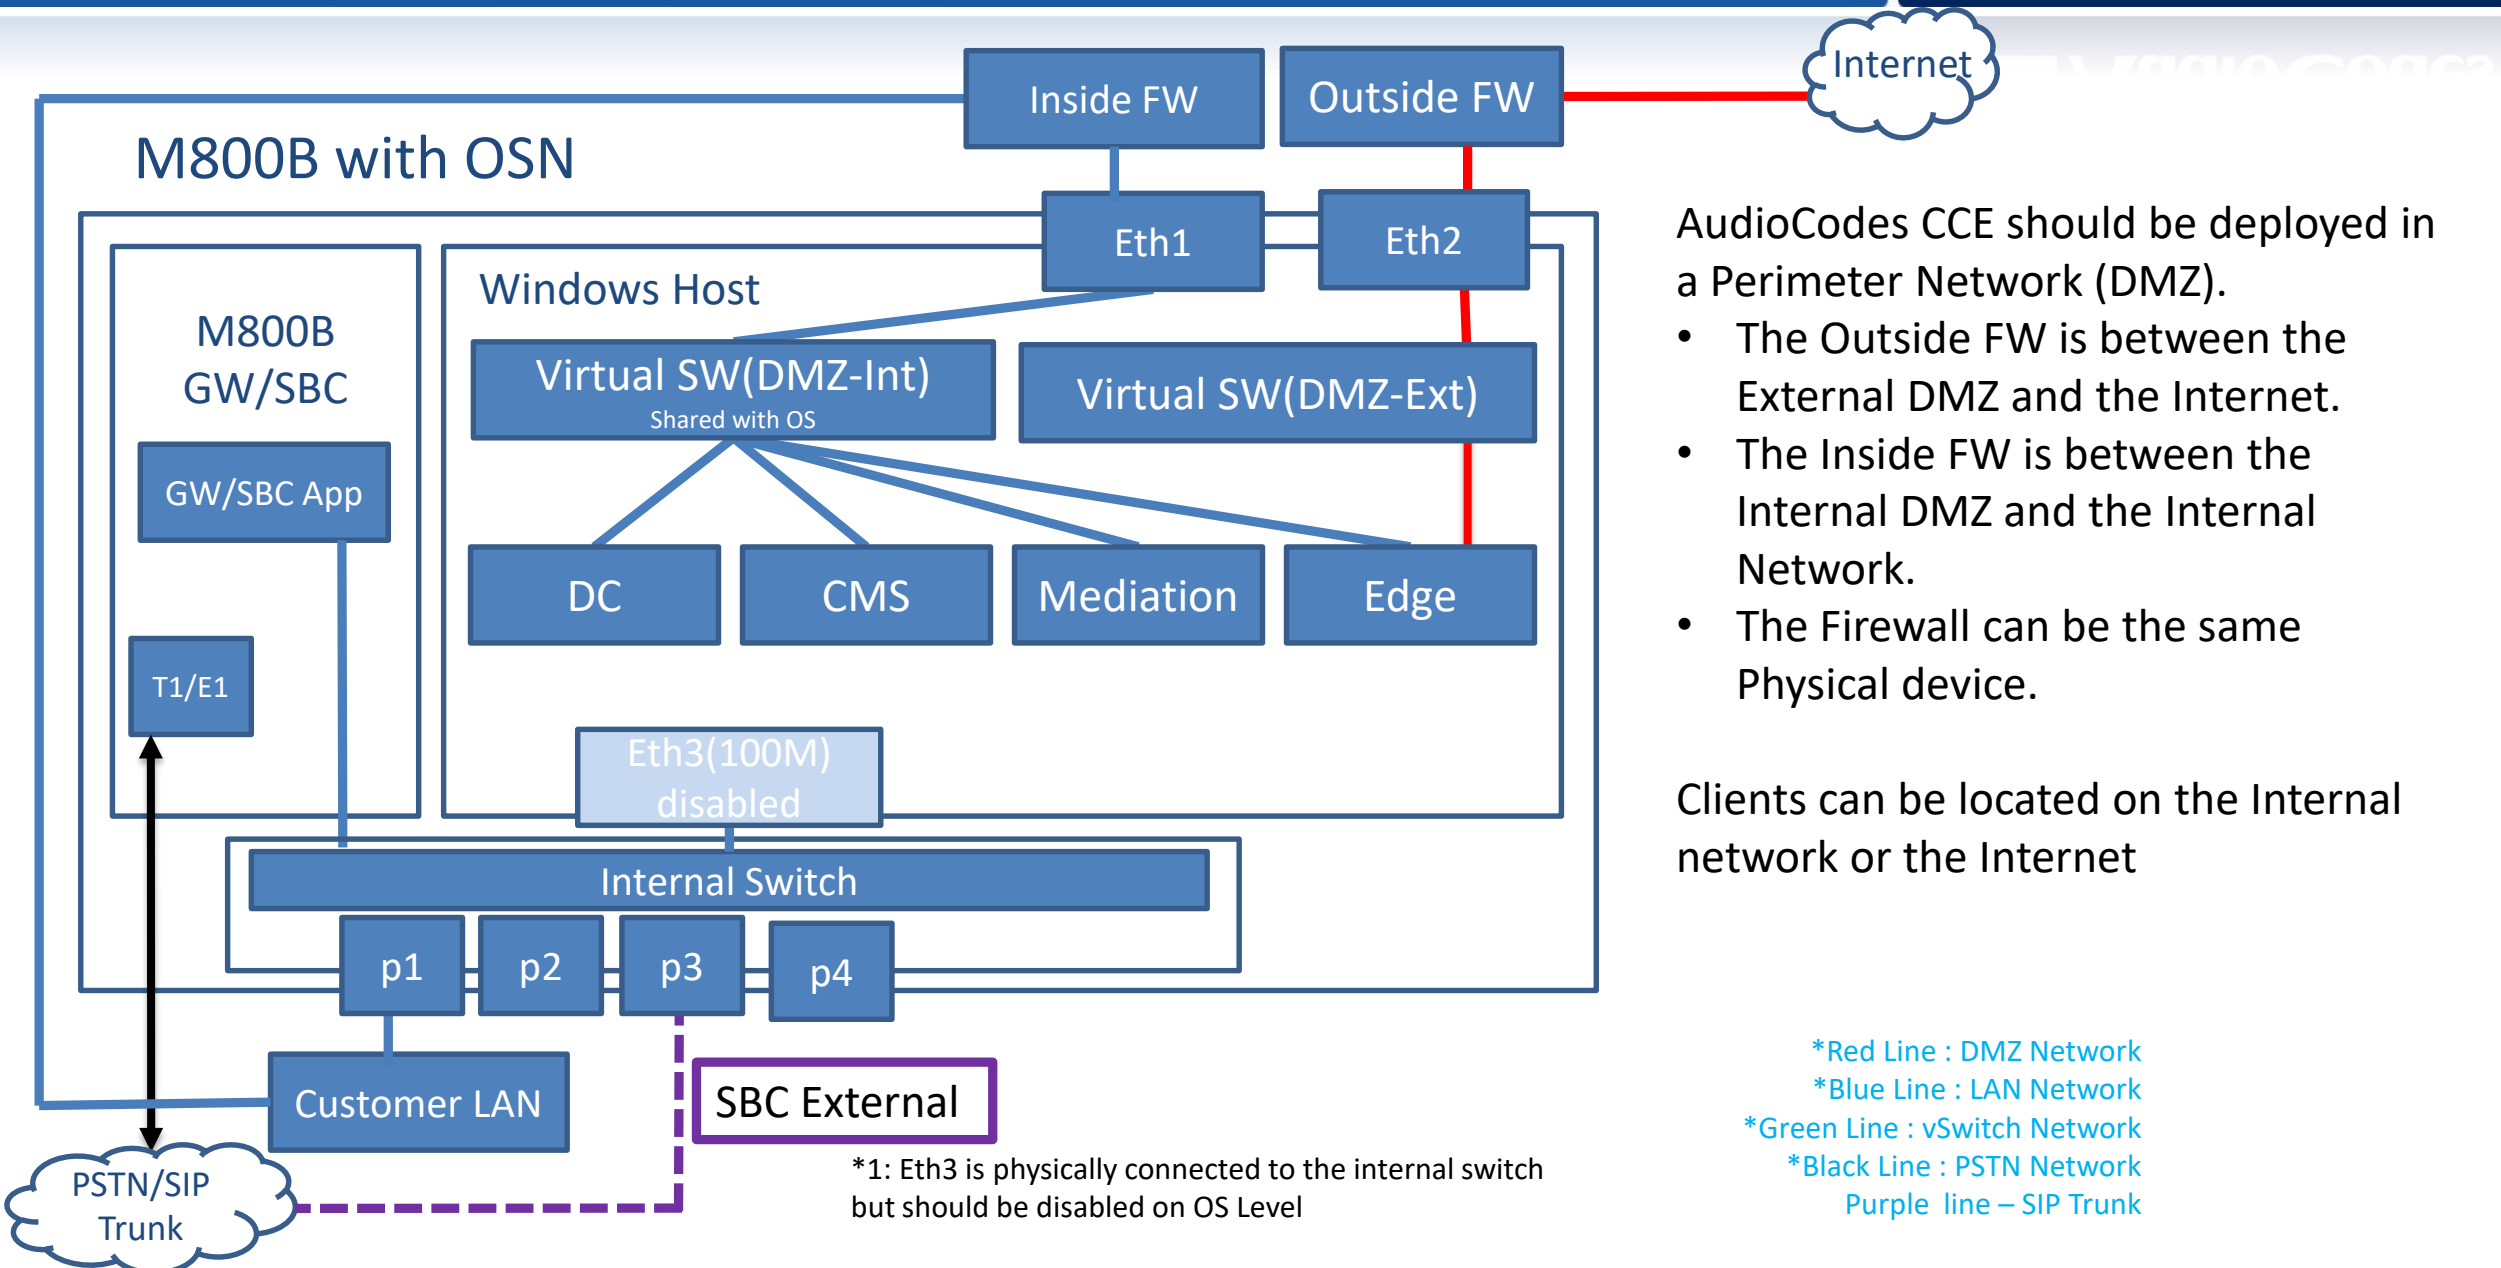 Internet
Inside FW
Outside FW
M800B with OSN
Eth1
Eth2
Windows Host
M800B
GW/SBC
Virtual SW(DMZ-Int)
Shared with OS
Virtual SW(DMZ-Ext)
GW/SBC App
DC
CMS
Mediation
Edge
T1/E1
Eth3(100M)
disabled
Internal Switch
p1
p2
p3
p4
Customer LAN
SBC External
PSTN/SIP
Trunk
*1: Eth3 is physically connected to the internal switch
but should be disabled on OS Level
AudioCodes CCE should be deployed in
a Perimeter Network (DMZ).
• The Outside FW is between the
External DMZ and the Internet.
• The Inside FW is between the
Internal DMZ and the Internal
Network.
• The Firewall can be the same
Physical device.
Clients can be located on the Internal
network or the Internet
*Red Line : DMZ Network
*Blue Line : LAN Network
*Green Line : vSwitch Network
*Black Line : PSTN Network
Purple line – SIP Trunk